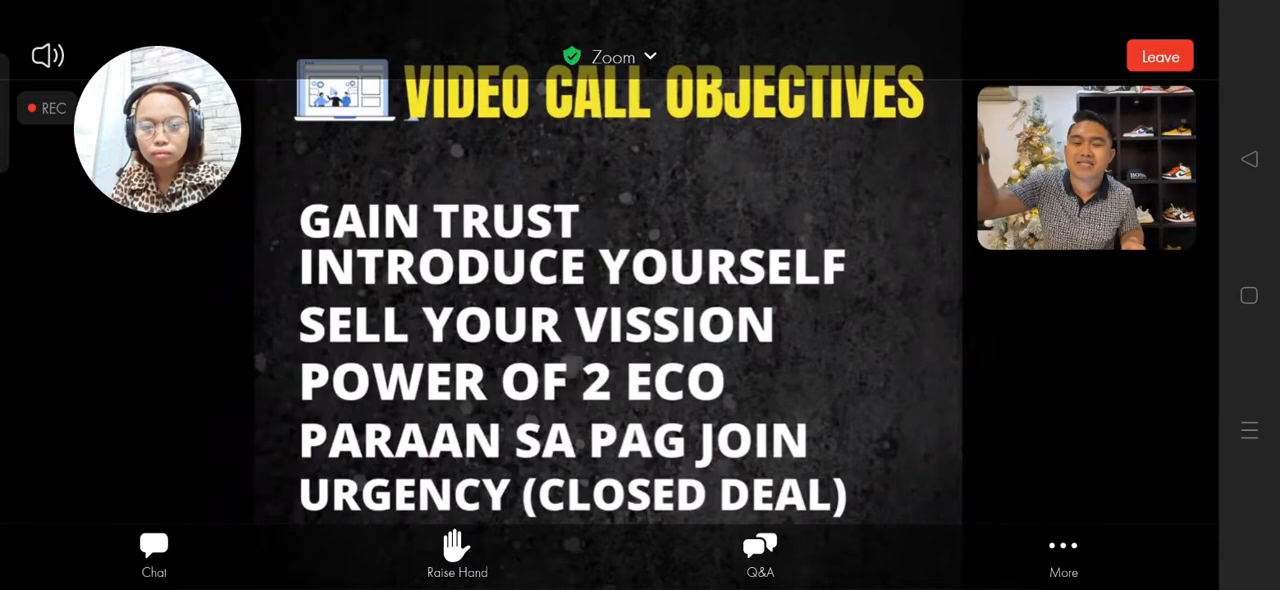 Zoom
Leave
REC
VIDEO CALL OBJECTIVES
GAIN TRUST
INTRODUCE YOURSELF
SELL YOUR VISSION
POWER OF 2 ECO
PARAAN SA PAG JOIN
URGENCY (CLOSED DEAL)
Chat
Raise Hand
Q&A
More